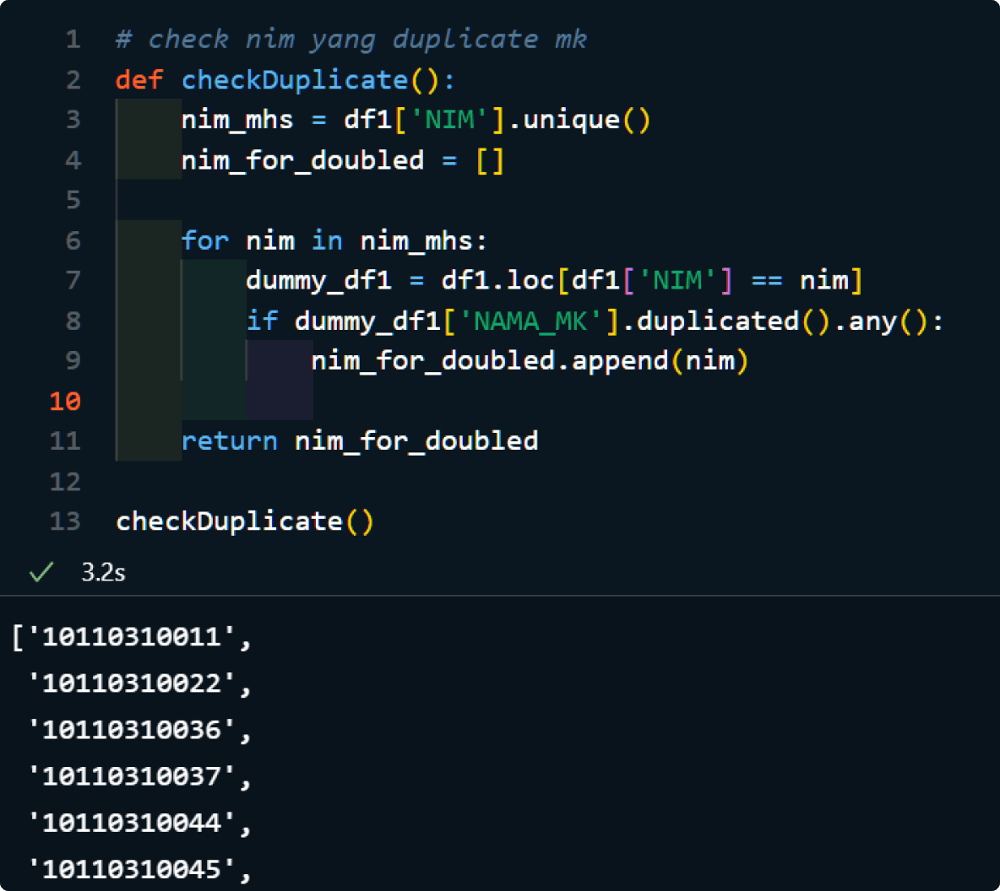 1 # check nim yang duplicate mk
2 def checkDuplicate():
3     nim_mhs = df1['NIM'].unique()
4     nim_for_doubled = []
5
6     for nim in nim_mhs:
7         dummy_df1 = df1.loc[df1['NIM'] == nim]
8         if dummy_df1['NAMA_MK'].duplicated().any():
9             nim_for_doubled.append(nim)
10
11     return nim_for_doubled
12
13 checkDuplicate()
✓ 3.2s
['10110310011',
 '10110310022',
 '10110310036',
 '10110310037',
 '10110310044',
 '10110310045',